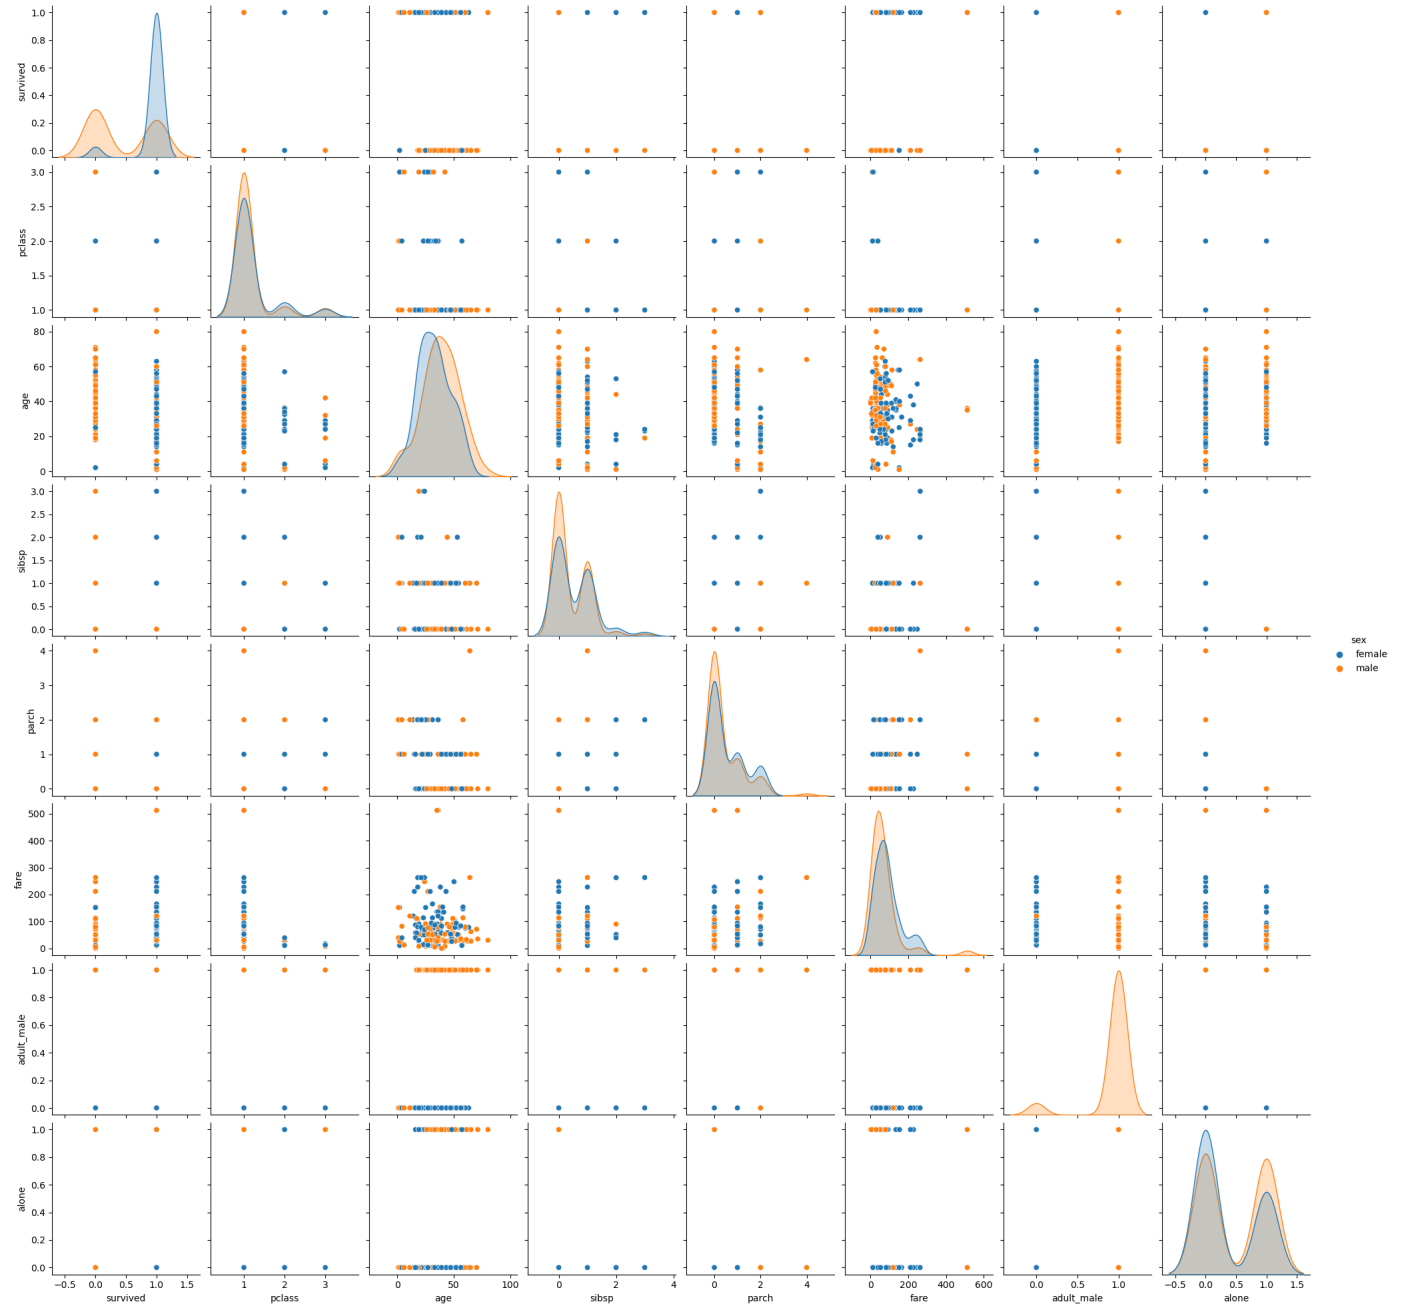 1.0
0.8
0.6
0.4
0.2
0.0
survived
3.0
2.5
2.0
1.5
1.0
pclass
80
60
40
20
0
age
3.0
2.5
2.0
1.5
1.0
0.5
0.0
sibsp
sex
female
male
4
3
2
1
0
parch
500
400
300
200
100
0
fare
1.0
0.8
0.6
0.4
0.2
0.0
adult_male
1.0
0.8
0.6
0.4
0.2
0.0
alone
−0.5 0.0 0.5 1.0 1.5
survived
1 2 3
pclass
0 50 100
age
0 2 4
sibsp
0 2 4
parch
0 200 400 600
fare
0.0 0.5 1.0
adult_male
−0.5 0.0 0.5 1.0 1.5
alone